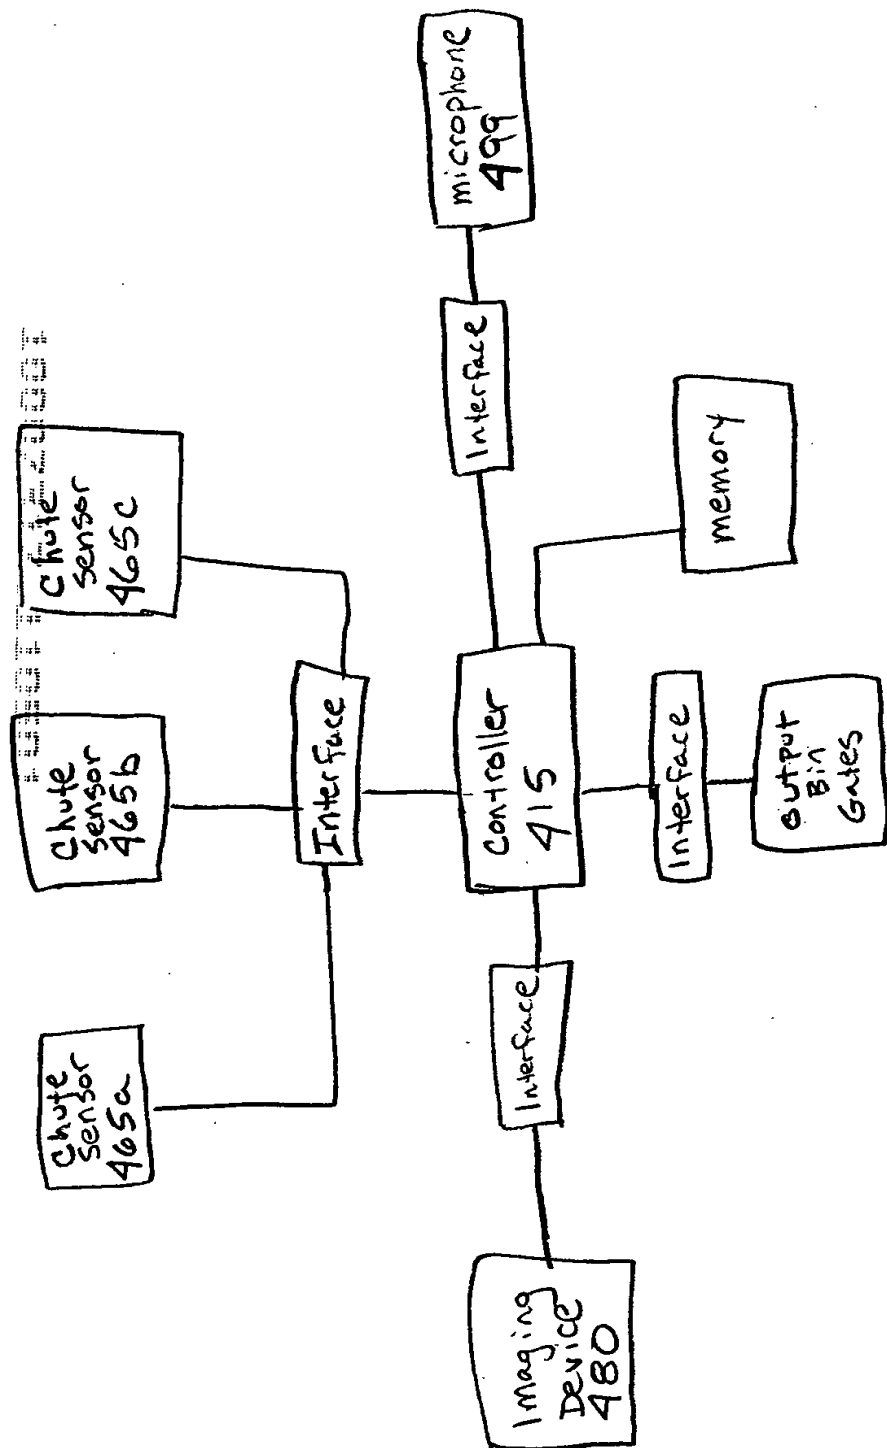 Chute
Sensor
465a
Chute
Sensor
465b
Chute
Sensor
465c
Interface
Imaging
Device
480
Interface
Controller
415
Interface
microphone
499
Interface
output
Bin
Gates
memory